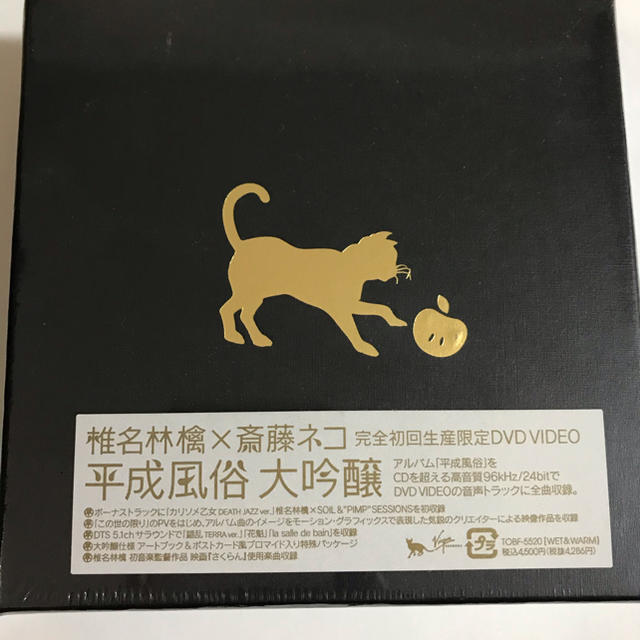 椎名林檎×斎藤ネコ 完全初回生産限定DVD VIDEO
平成風俗 大吟醸
アルバム「平成風俗」を
CDを超える高音質96kHz/24bitで
DVD VIDEOの音声トラックに全曲収録。
ボーナストラックに「カリソメ乙女 DEATH JAZZ ver.」椎名林檎×SOIL&"PIMP"SESSIONSを初収録
「この世の限り」のPVをはじめ、アルバム曲のイメージをモーション・グラフィックスで表現した気鋭のクリエイターによる映像作品を収録
DTS 5.1chサラウンドで「錯乱 TERRA ver.」「花魁」「la salle de bain」を収録
大吟醸仕様 アートブック&ポストカード風ブロマイド入り特殊パッケージ
椎名林檎 初音楽監督作品 映画『さくらん』使用楽曲収録
Virgin
プラ
TOBF-5520 [WET&WARM]
税込4,500円(税抜4,286円)